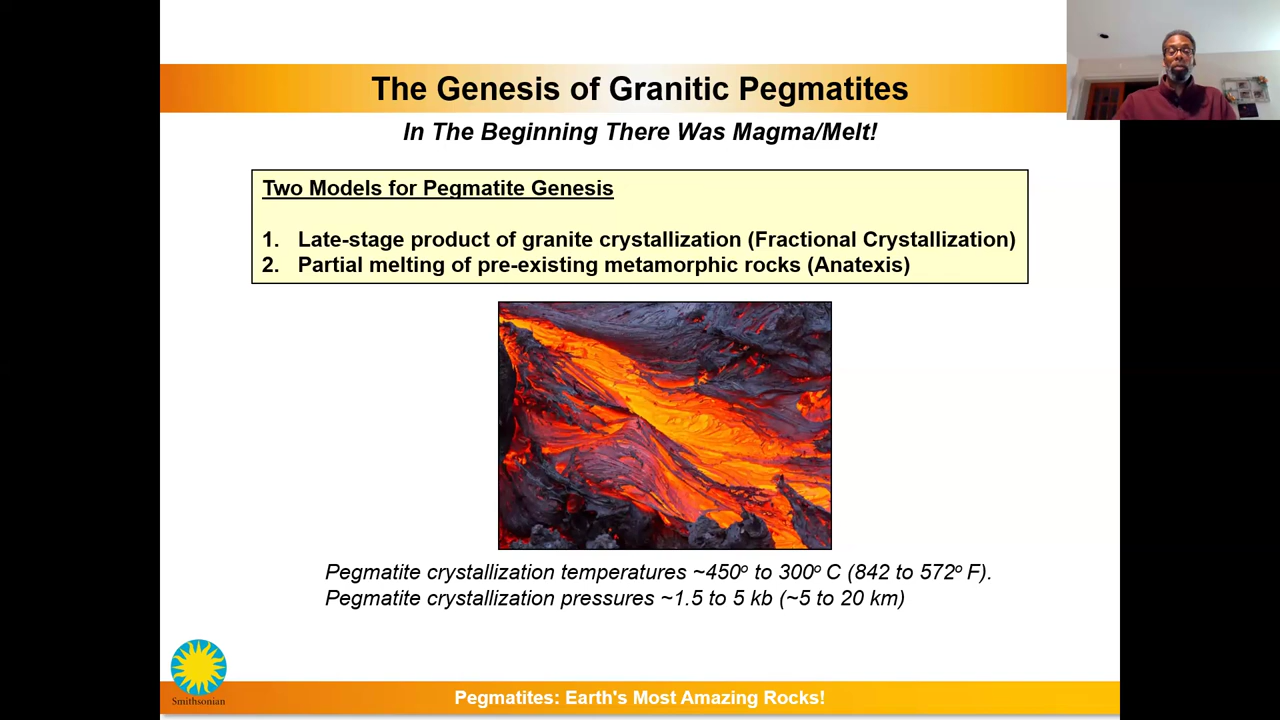 The Genesis of Granitic Pegmatites
In The Beginning There Was Magma/Melt!
Two Models for Pegmatite Genesis
1. Late-stage product of granite crystallization (Fractional Crystallization)
2. Partial melting of pre-existing metamorphic rocks (Anatexis)
Pegmatite crystallization temperatures ~450º to 300º C (842 to 572º F).
Pegmatite crystallization pressures ~1.5 to 5 kb (~5 to 20 km)
Smithsonian
Pegmatites: Earth's Most Amazing Rocks!